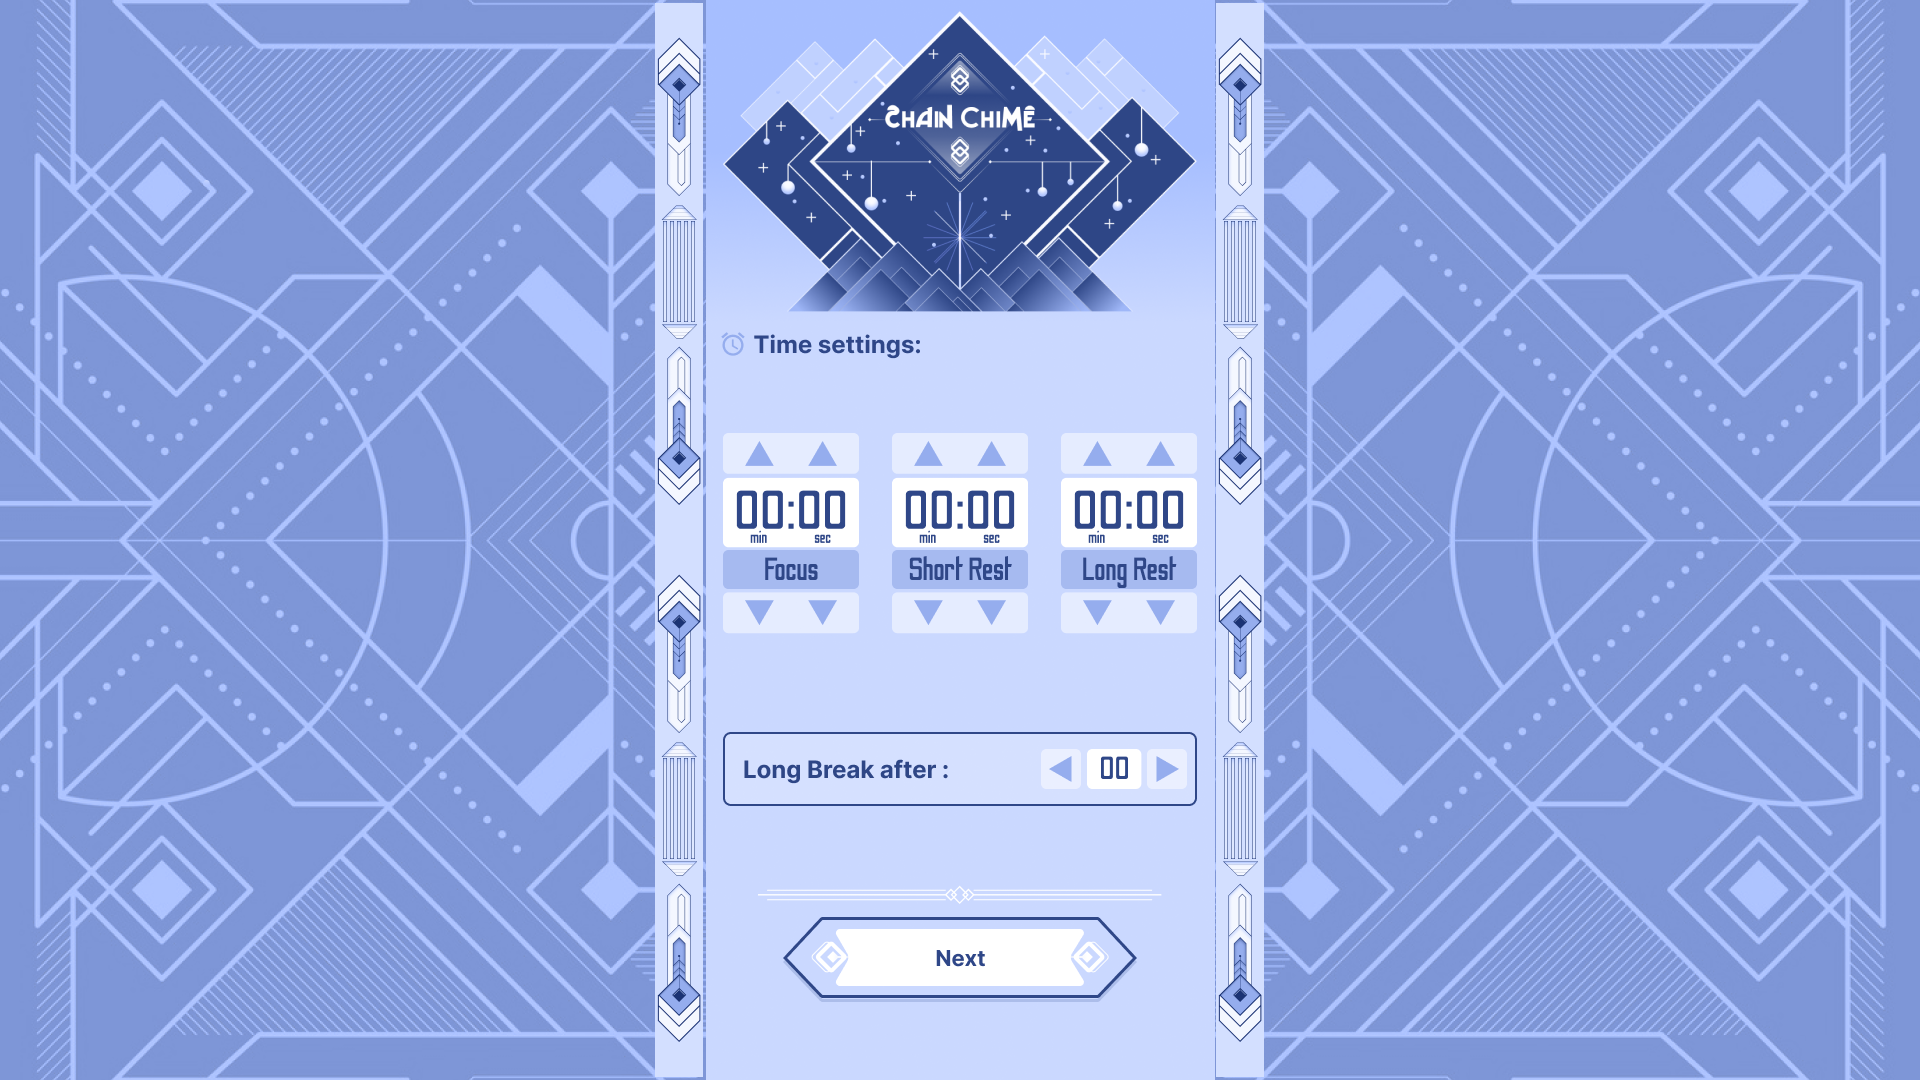 CHAIN CHIME
Time settings:
00:00 00:00 00:00
min sec min sec min sec
Focus Short Rest Long Rest
Long Break after : 00
Next